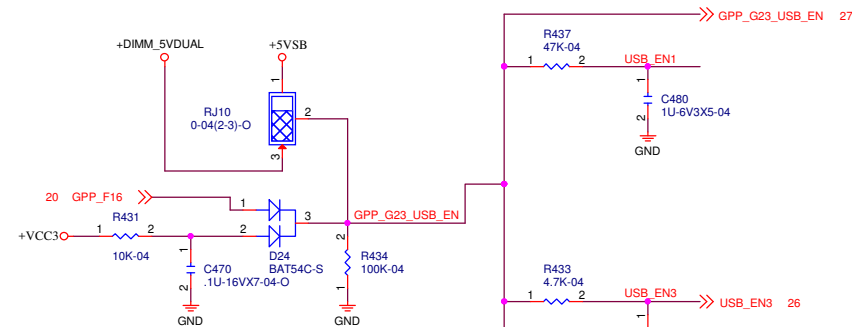 GPP_G23_USB_EN 27
+DIMM_5VDUAL
+5VSB
R437
47K-04
1
2
USB_EN1
1
RJ10
0-04(2-3)-O
2
3
1
2
C480
1U-6V3X5-04
GND
20 GPP_F16
1
R431
3
GPP_G23_USB_EN
+VCC3
1
2
2
10K-04
D24
BAT54C-S
2
1
R434
100K-04
1
2
C470
.1U-16VX7-04-O
GND
GND
R433
4.7K-04
1
2
USB_EN3
USB_EN3 26
1